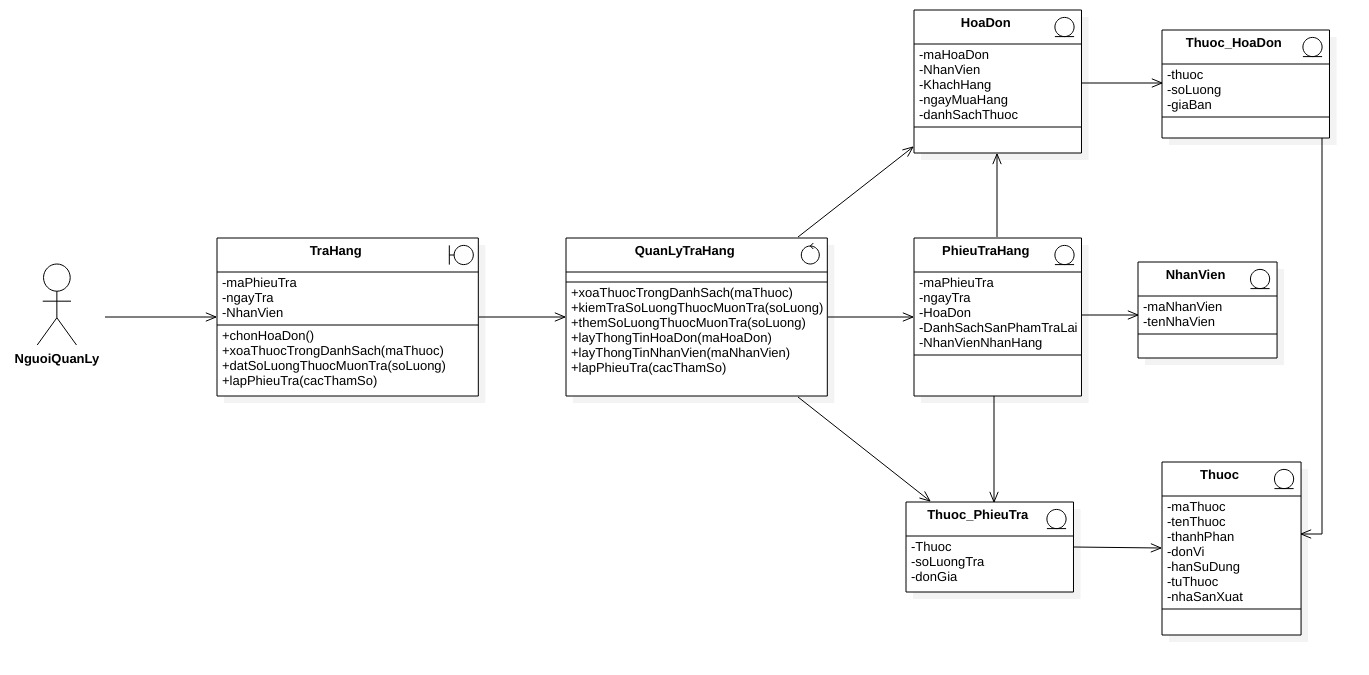 HoaDon
-maHoaDon
-NhanVien
-KhachHang
-ngayMuaHang
-danhSachThuoc
Thuoc_HoaDon
-thuoc
-soLuong
-giaBan
NguoiQuanLy
TraHang
-maPhieuTra
-ngayTra
-NhanVien
+chonHoaDon()
+xoaThuocTrongDanhSach(maThuoc)
+datSoLuongThuocMuonTra(soLuong)
+lapPhieuTra(cacThamSo)
QuanLyTraHang
+xoaThuocTrongDanhSach(maThuoc)
+kiemTraSoLuongThuocMuonTra(soLuong)
+themSoLuongThuocMuonTra(soLuong)
+layThongTinHoaDon(maHoaDon)
+layThongTinNhanVien(maNhanVien)
+lapPhieuTra(cacThamSo)
PhieuTraHang
-maPhieuTra
-ngayTra
-HoaDon
-DanhSachSanPhamTraLai
-NhanVienNhanHang
NhanVien
-maNhanVien
-tenNhaVien
Thuoc_PhieuTra
-Thuoc
-soLuongTra
-donGia
Thuoc
-maThuoc
-tenThuoc
-thanhPhan
-donVi
-hanSuDung
-tuThuoc
-nhaSanXuat